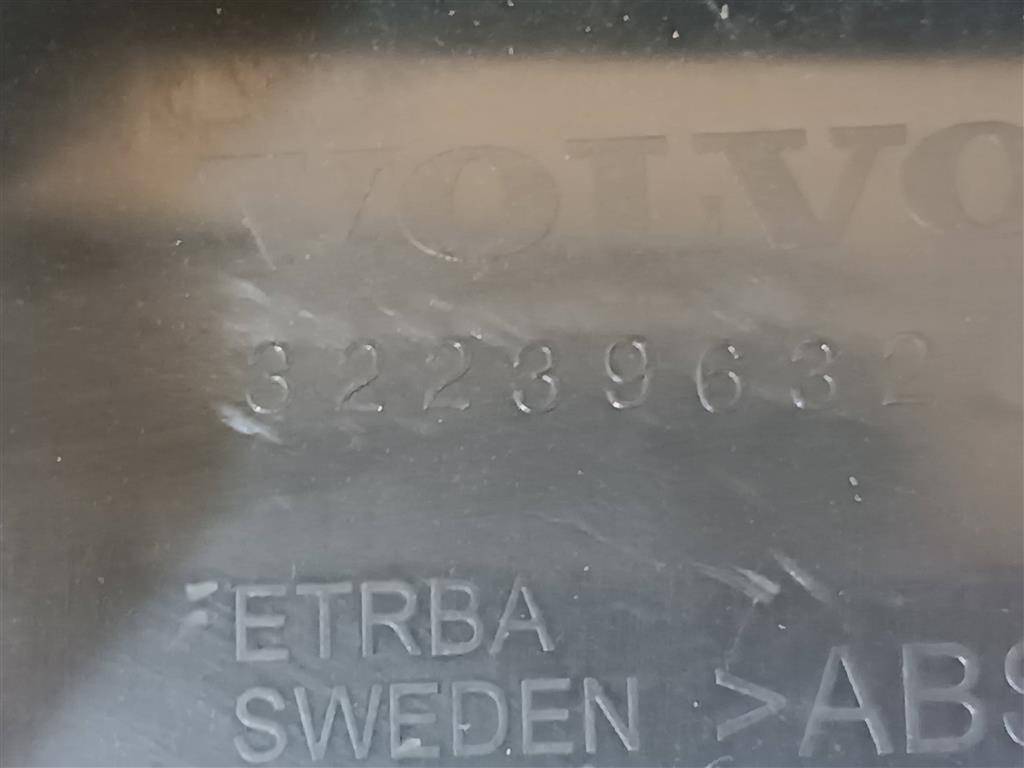 VOLVO
32239632
ETRBA
SWEDEN >ABS